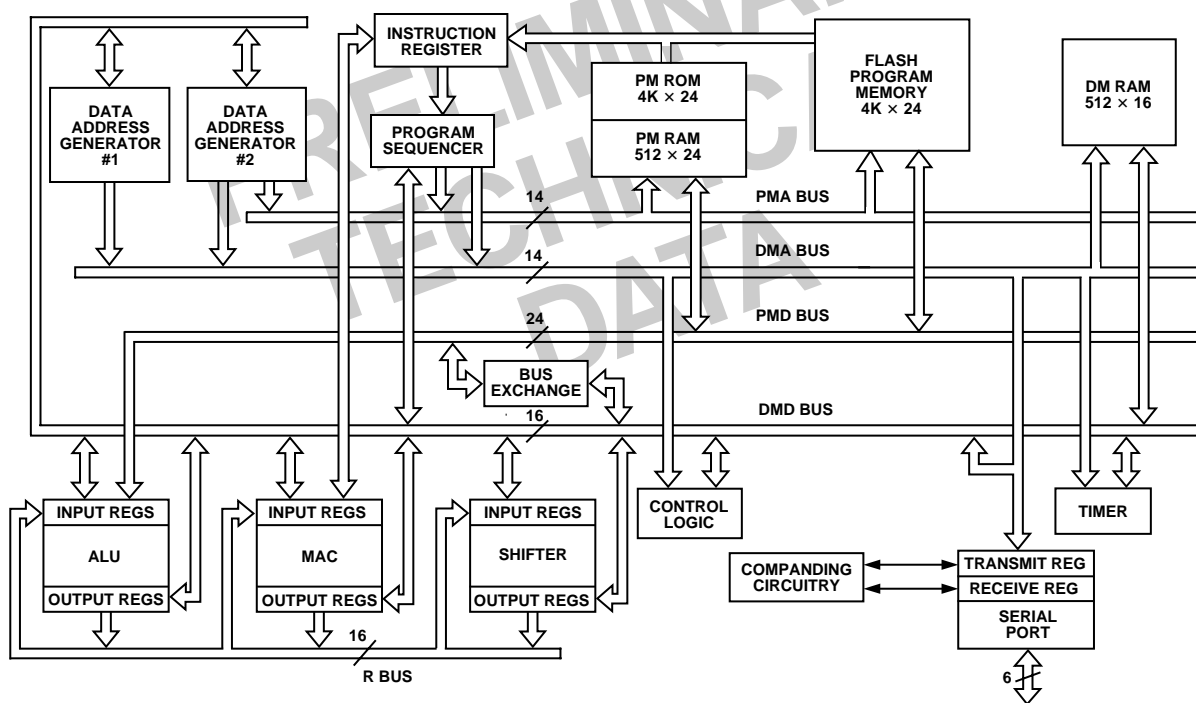 PRELIMINARY
TECHNICAL
DATA
INSTRUCTION
REGISTER
DATA
ADDRESS
GENERATOR
#1
DATA
ADDRESS
GENERATOR
#2
PROGRAM
SEQUENCER
PM ROM
4K × 24
PM RAM
512 × 24
FLASH
PROGRAM
MEMORY
4K × 24
DM RAM
512 × 16
14
PMA BUS
14
DMA BUS
24
PMD BUS
BUS
EXCHANGE
16
DMD BUS
INPUT REGS
ALU
OUTPUT REGS
INPUT REGS
MAC
OUTPUT REGS
INPUT REGS
SHIFTER
OUTPUT REGS
16
R BUS
CONTROL
LOGIC
TIMER
COMPANDING
CIRCUITRY
TRANSMIT REG
RECEIVE REG
SERIAL
PORT
6